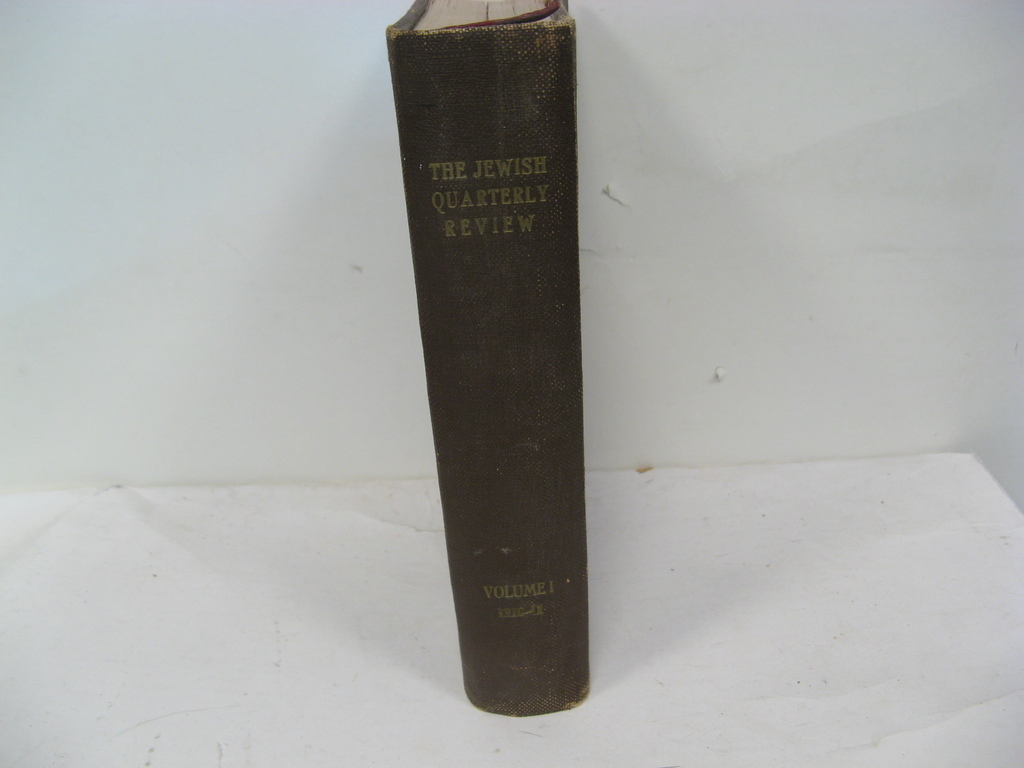 THE JEWISH
QUARTERLY
REVIEW
VOLUME I